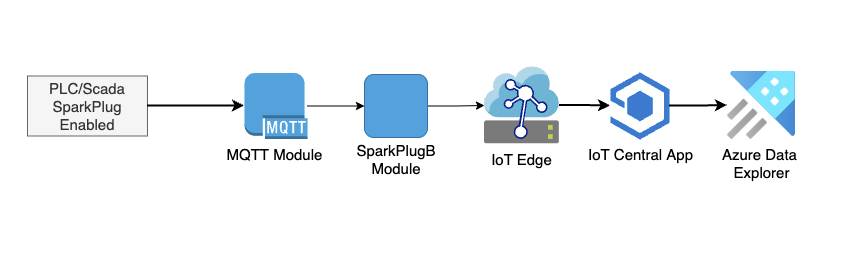 PLC/Scada
SparkPlug
Enabled
MQTT
MQTT Module
SparkPlugB
Module
IoT Edge
IoT Central App
Azure Data
Explorer